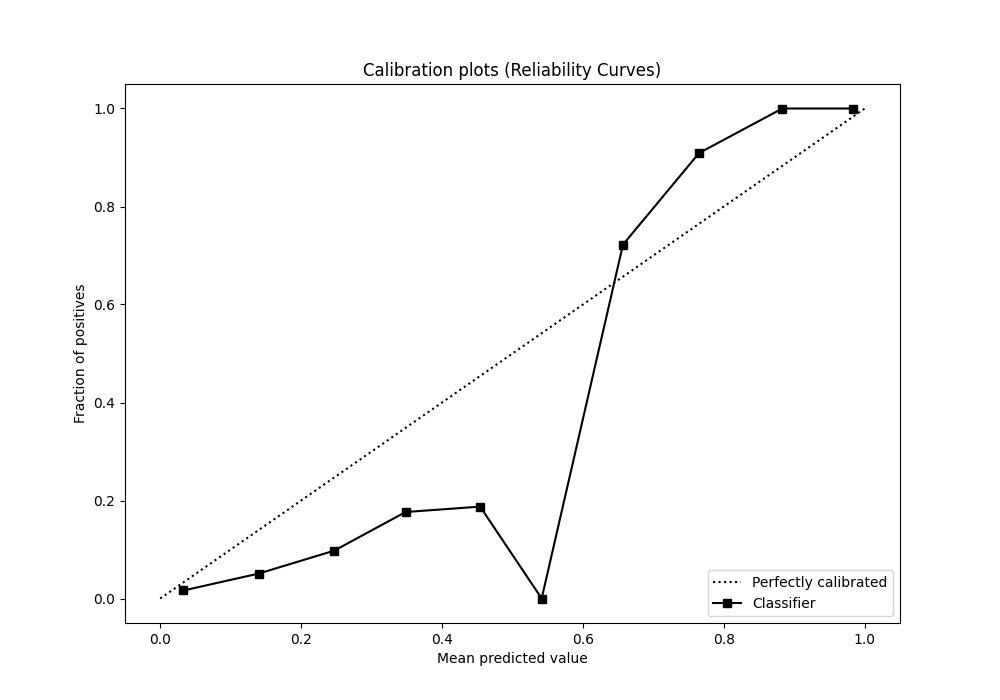 Calibration plots (Reliability Curves)
1.0
0.8
0.6
0.4
0.2
0.0
Fraction of positives
0.0 0.2 0.4 0.6 0.8 1.0
Mean predicted value
Perfectly calibrated
Classifier